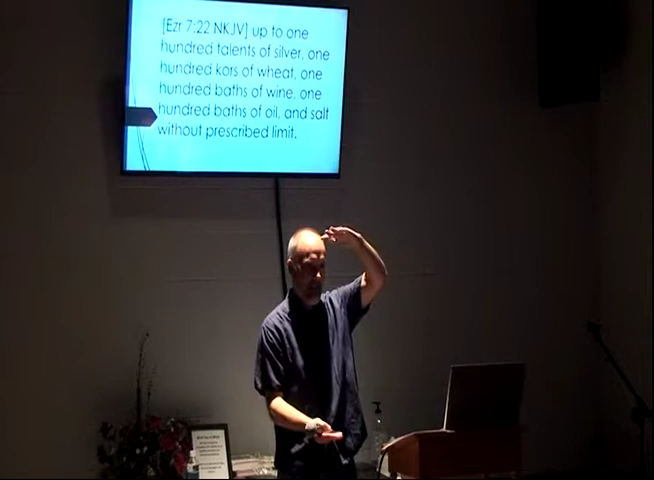 [Ezr 7:22 NKJV] up to one
hundred talents of silver, one
hundred kors of wheat, one
hundred baths of wine, one
hundred baths of oil, and salt
without prescribed limit.